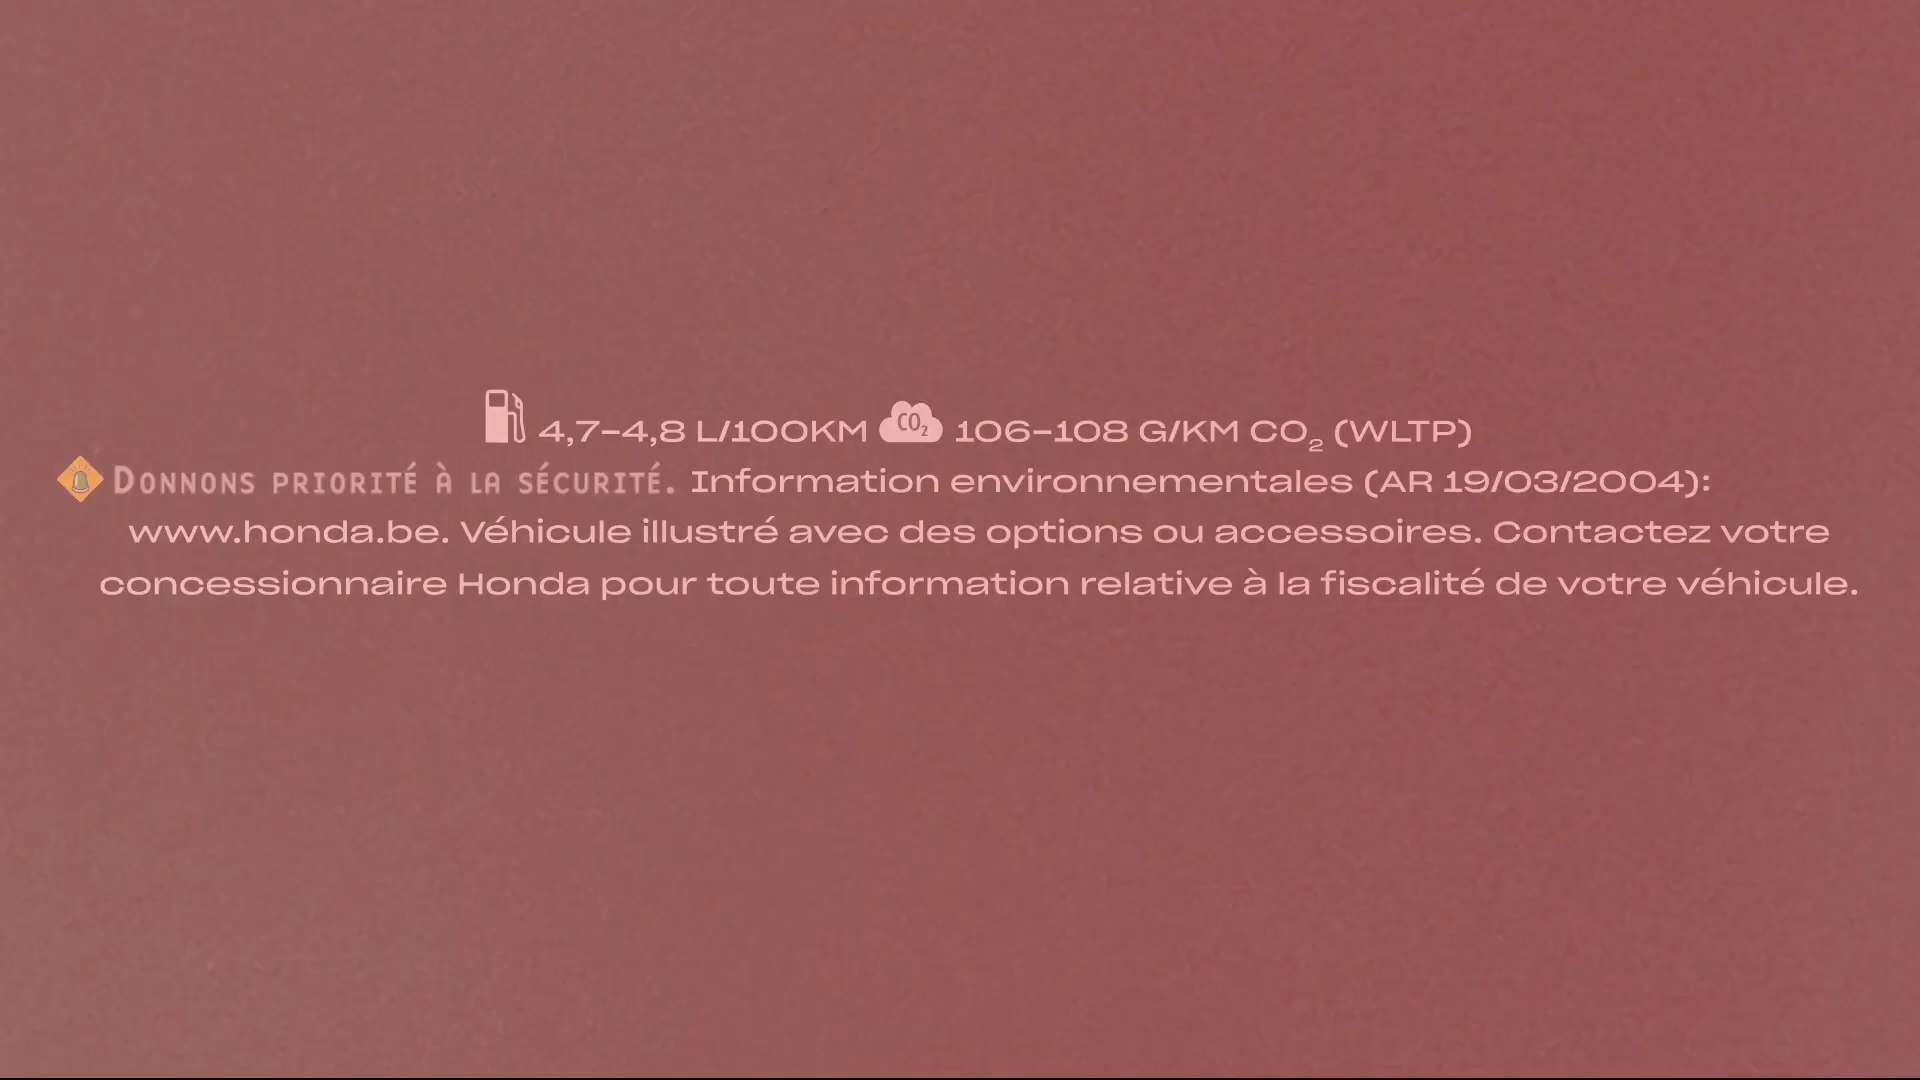 4,7–4,8 L/100KM CO₂ 106–108 G/KM CO₂ (WLTP)
DONNONS PRIORITÉ À LA SÉCURITÉ. Information environnementales (AR 19/03/2004):
www.honda.be. Véhicule illustré avec des options ou accessoires. Contactez votre
concessionnaire Honda pour toute information relative à la fiscalité de votre véhicule.